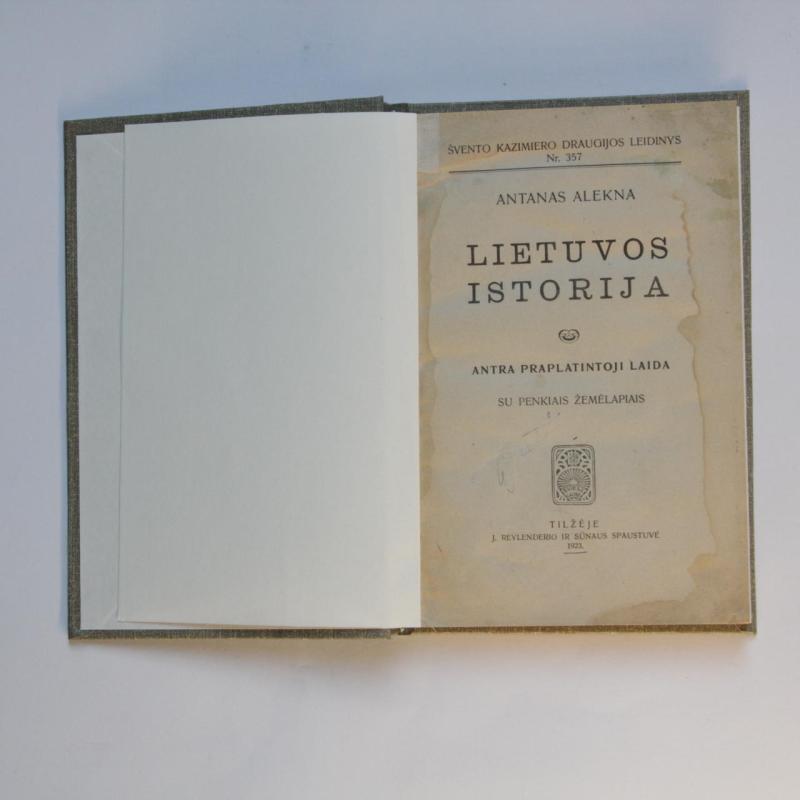 ŠVENTO KAZIMIERO DRAUGIJOS LEIDINYS
Nr. 357
ANTANAS ALEKNA
LIETUVOS
ISTORIJA
ANTRA PRAPLATINTOJI LAIDA
SU PENKIAIS ŽEMĖLAPIAIS
TILŽĖJE
J. REYLENDERIO IR SŪNAUS SPAUSTUVĖ
1923.